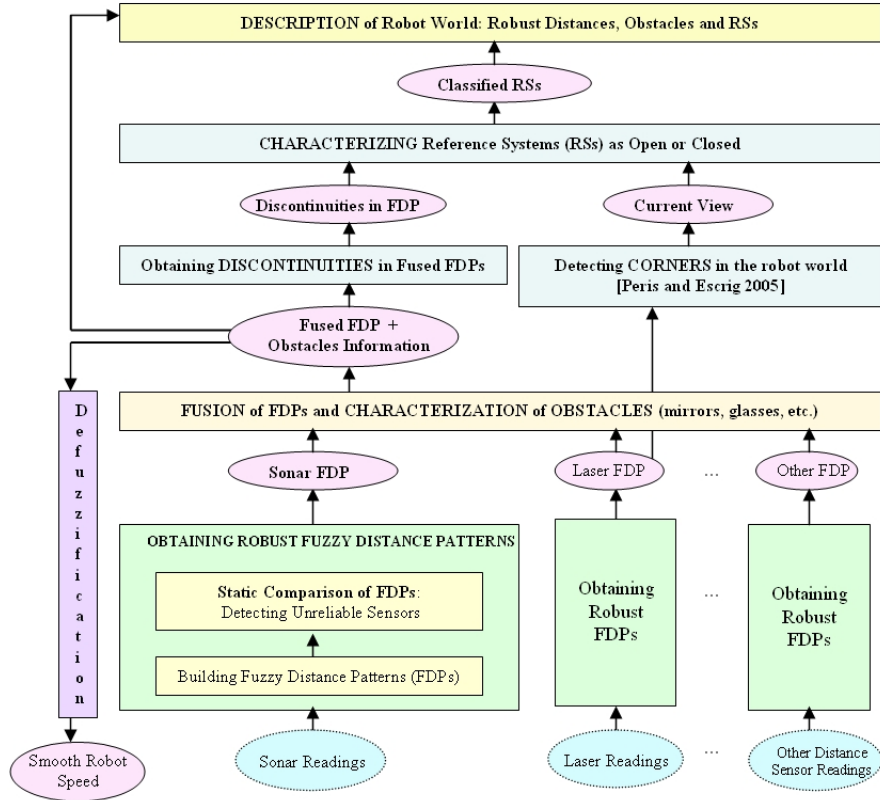 DESCRIPTION of Robot World: Robust Distances, Obstacles and RSs
Classified RSs
CHARACTERIZING Reference Systems (RSs) as Open or Closed
Discontinuities in FDP
Current View
Obtaining DISCONTINUITIES in Fused FDPs
Detecting CORNERS in the robot world
[Peris and Escrig 2005]
Fused FDP +
Obstacles Information
Defuzzification
FUSION of FDPs and CHARACTERIZATION of OBSTACLES (mirrors, glasses, etc.)
Sonar FDP
Laser FDP
...
Other FDP
OBTAINING ROBUST FUZZY DISTANCE PATTERNS
Static Comparison of FDPs:
Detecting Unreliable Sensors
Building Fuzzy Distance Patterns (FDPs)
Obtaining
Robust
FDPs
...
Obtaining
Robust
FDPs
Smooth Robot
Speed
Sonar Readings
Laser Readings
...
Other Distance
Sensor Readings